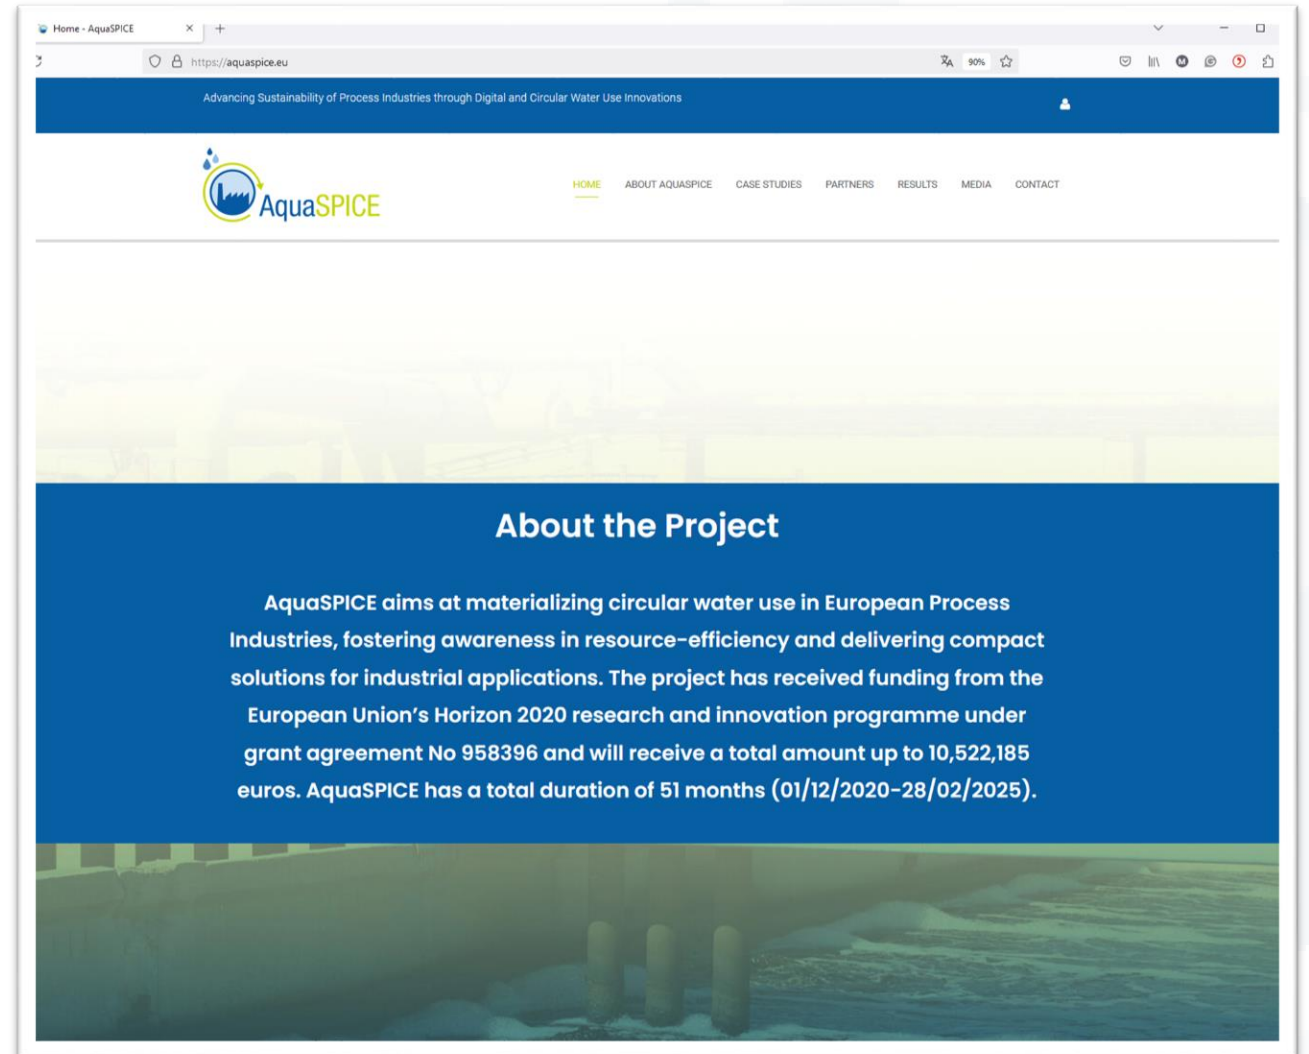 Home - AquaSPICE
https://aquaspice.eu
90%
Advancing Sustainability of Process Industries through Digital and Circular Water Use Innovations
AquaSPICE
HOME ABOUT AQUASPICE CASE STUDIES PARTNERS RESULTS MEDIA CONTACT
About the Project
AquaSPICE aims at materializing circular water use in European Process
Industries, fostering awareness in resource-efficiency and delivering compact
solutions for industrial applications. The project has received funding from the
European Union’s Horizon 2020 research and innovation programme under
grant agreement No 958396 and will receive a total amount up to 10,522,185
euros. AquaSPICE has a total duration of 51 months (01/12/2020-28/02/2025).